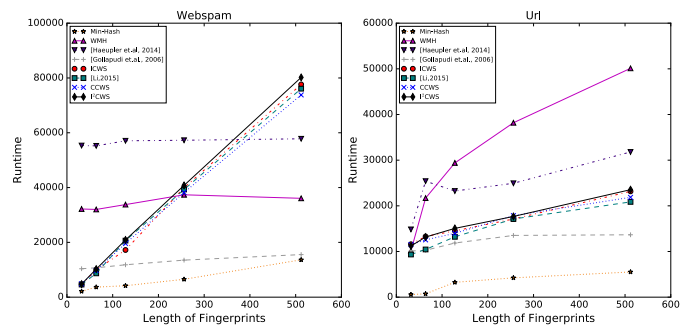 Webspam
Min-Hash
WMH
[Haeupler et.al, 2014]
[Gollapudi et.al., 2006]
ICWS
[Li,2015]
CCWS
I²CWS
100000
80000
60000
40000
20000
0
0 100 200 300 400 500 600
Runtime
Length of Fingerprints
Url
Min-Hash
WMH
[Haeupler et.al, 2014]
[Gollapudi et.al., 2006]
ICWS
[Li,2015]
CCWS
I²CWS
60000
50000
40000
30000
20000
10000
0
0 100 200 300 400 500 600
Runtime
Length of Fingerprints